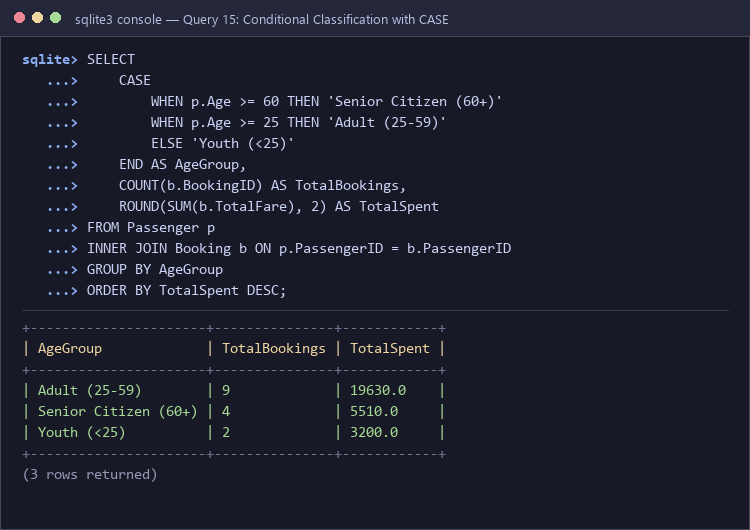 sqlite3 console — Query 15: Conditional Classification with CASE
sqlite> SELECT
   ...>     CASE
   ...>         WHEN p.Age >= 60 THEN 'Senior Citizen (60+)'
   ...>         WHEN p.Age >= 25 THEN 'Adult (25-59)'
   ...>         ELSE 'Youth (<25)'
   ...>     END AS AgeGroup,
   ...>     COUNT(b.BookingID) AS TotalBookings,
   ...>     ROUND(SUM(b.TotalFare), 2) AS TotalSpent
   ...> FROM Passenger p
   ...> INNER JOIN Booking b ON p.PassengerID = b.PassengerID
   ...> GROUP BY AgeGroup
   ...> ORDER BY TotalSpent DESC;
+----------------------+---------------+------------+
| AgeGroup             | TotalBookings | TotalSpent |
+----------------------+---------------+------------+
| Adult (25-59)        | 9             | 19630.0    |
| Senior Citizen (60+) | 4             | 5510.0     |
| Youth (<25)          | 2             | 3200.0     |
+----------------------+---------------+------------+
(3 rows returned)